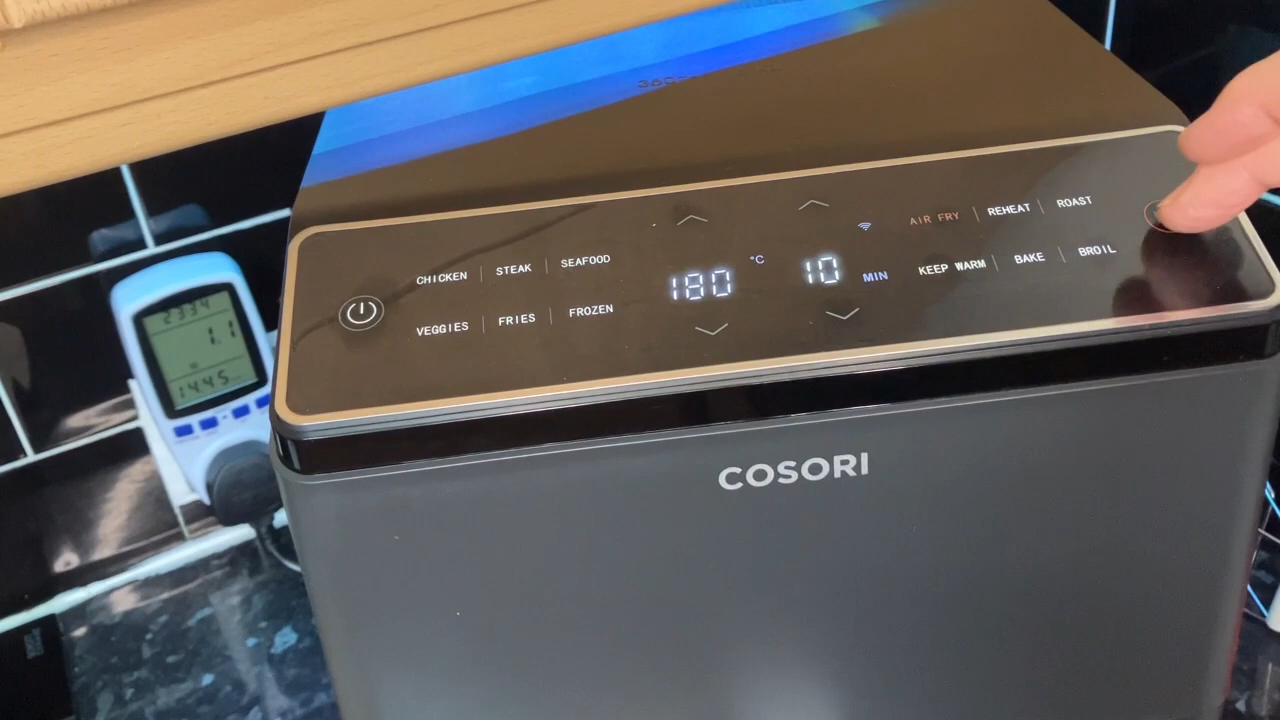 CHICKEN | STEAK | SEAFOOD
VEGGIES | FRIES | FROZEN
180 °C
10 MIN
AIR FRY | REHEAT | ROAST
KEEP WARM | BAKE | BROIL
COSORI
2334
1.1
W
1445